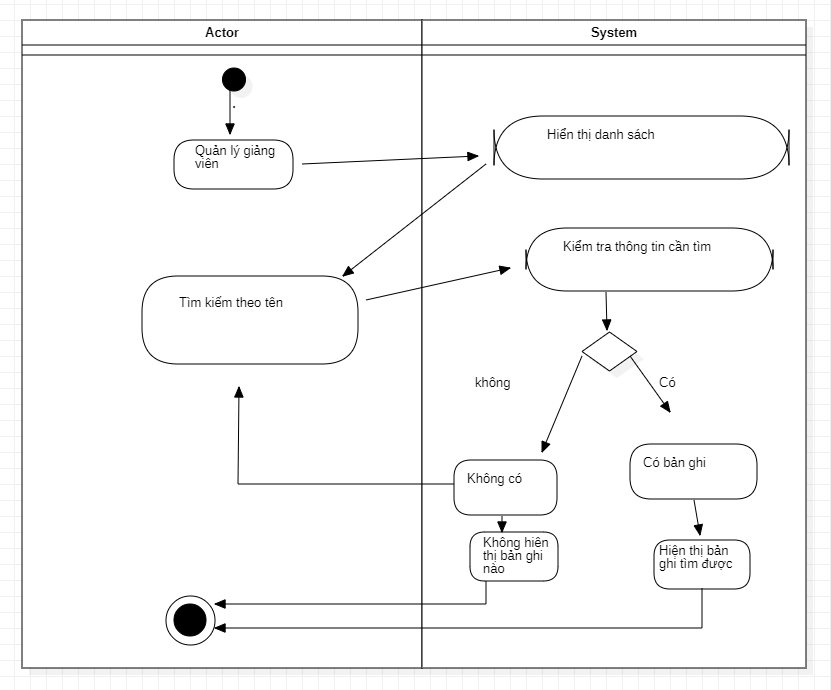 Actor
System
Quản lý giảng
viên
Hiển thị danh sách
Kiểm tra thông tin cần tìm
Tìm kiếm theo tên
không
Có
Không có
Có bản ghi
Không hiên
thị bản ghi
nào
Hiện thị bản
ghi tìm được